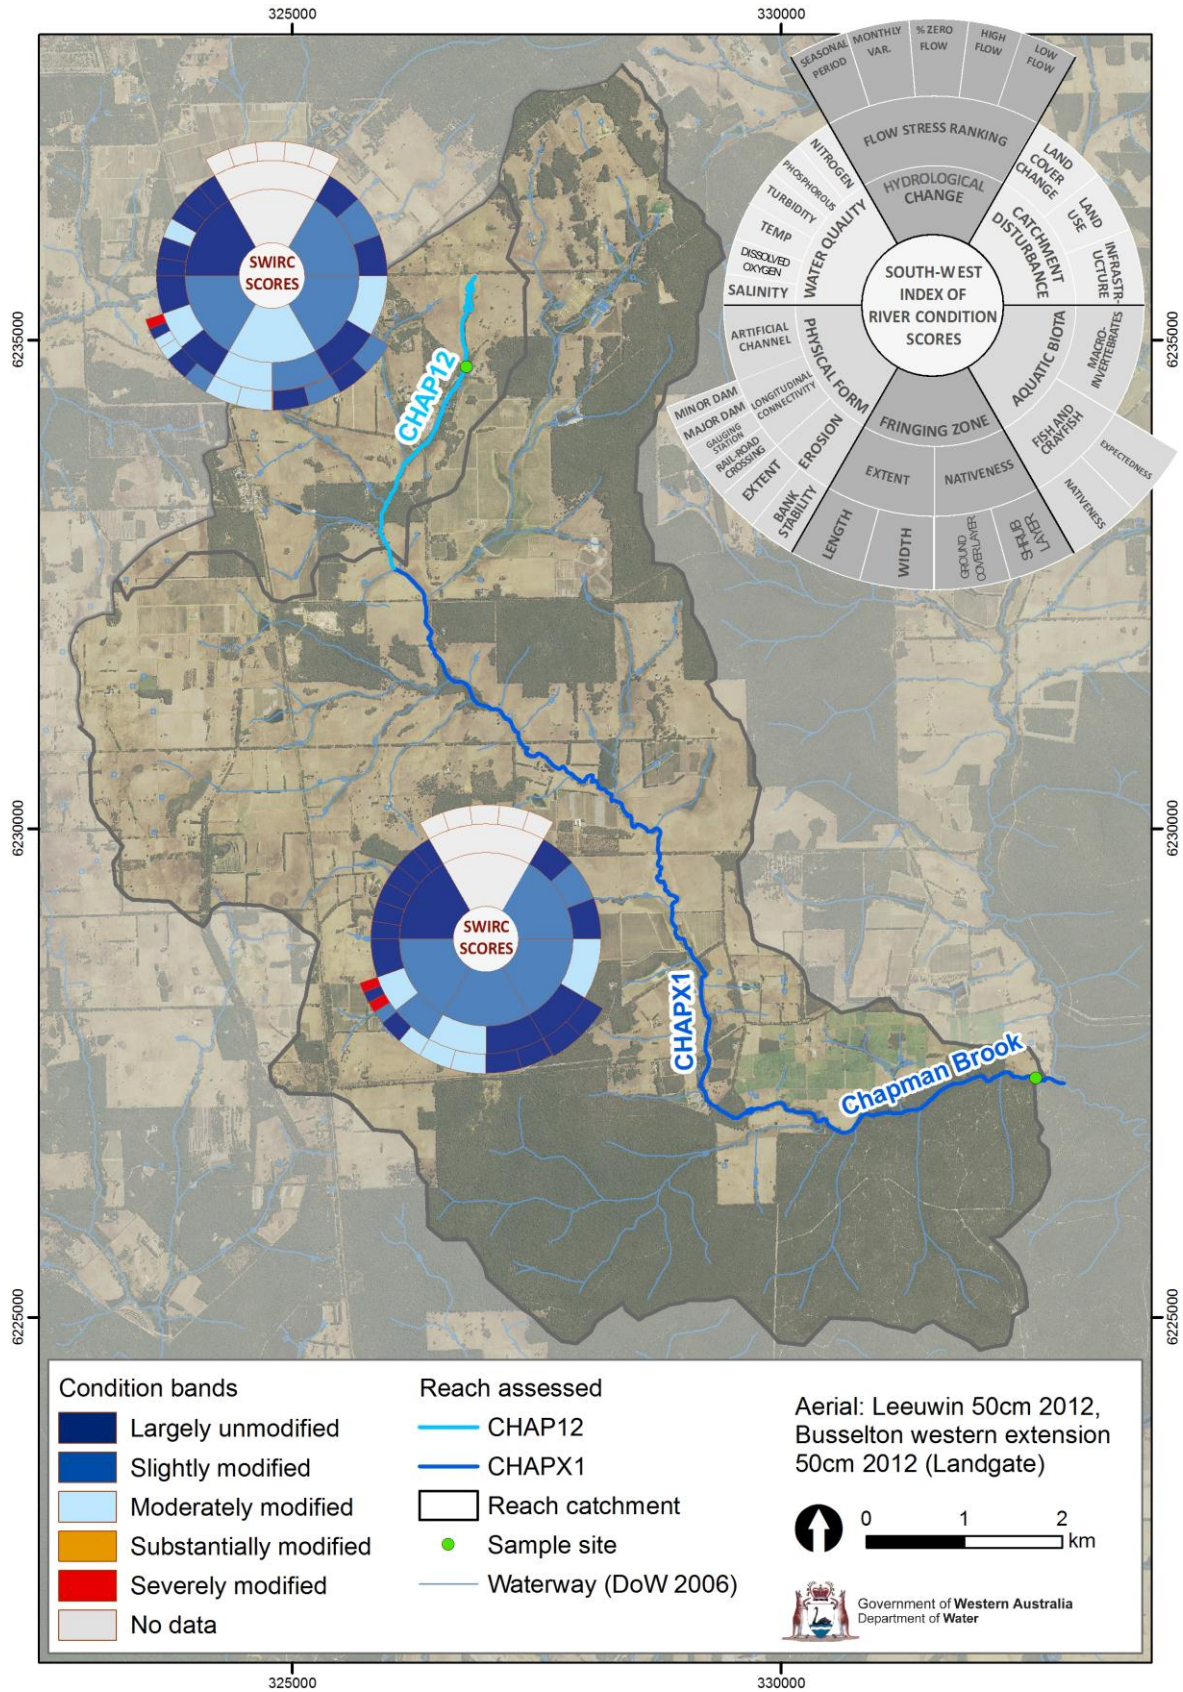 325000
330000
6235000
6235000
6230000
6230000
6225000
6225000
SEASONAL
PERIOD
MONTHLY
VAR.
% ZERO
FLOW
HIGH
FLOW
LOW
FLOW
FLOW STRESS RANKING
HYDROLOGICAL
CHANGE
NITROGEN
PHOSPHOROUS
TURBIDITY
TEMP
DISSOLVED
OXYGEN
SALINITY
WATER QUALITY
LAND
COVER
CHANGE
LAND
USE
INFRASTR-
UCTURE
CATCHMENT
DISTURBANCE
SOUTH-WEST
INDEX OF
RIVER CONDITION
SCORES
ARTIFICIAL
CHANNEL
PHYSICAL FORM
LONGITUDINAL
CONNECTIVITY
MINOR DAM
MAJOR DAM
GAUGING
STATION
RAIL-ROAD
CROSSING
EROSION
EXTENT
BANK
STABILITY
FRINGING ZONE
EXTENT
NATIVENESS
LENGTH
WIDTH
GROUND
COVER LAYER
SHRUB
LAYER
AQUATIC BIOTA
MACRO-
INVERTEBRATES
FISH AND
CRAYFISH
EXPECTEDNESS
NATIVENESS
SWIRC
SCORES
CHAP12
SWIRC
SCORES
CHAPX1
Chapman Brook
Condition bands
Largely unmodified
Slightly modified
Moderately modified
Substantially modified
Severely modified
No data
Reach assessed
CHAP12
CHAPX1
Reach catchment
Sample site
Waterway (DoW 2006)
Aerial: Leeuwin 50cm 2012,
Busselton western extension
50cm 2012 (Landgate)
0 1 2
km
Government of Western Australia
Department of Water
325000
330000